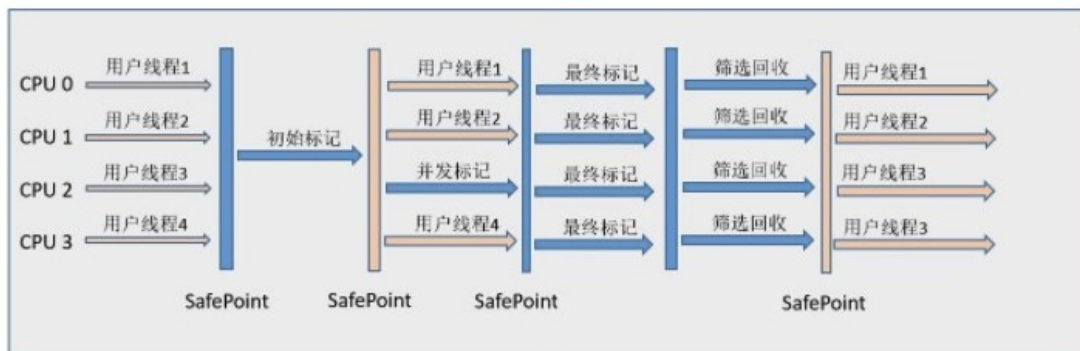 CPU 0 用户线程1 用户线程1 最终标记 筛选回收 用户线程1
CPU 1 用户线程2 初始标记 用户线程2 最终标记 筛选回收 用户线程2
CPU 2 用户线程3 并发标记 最终标记 筛选回收 用户线程3
CPU 3 用户线程4 用户线程4 最终标记 筛选回收 用户线程3
SafePoint SafePoint SafePoint SafePoint